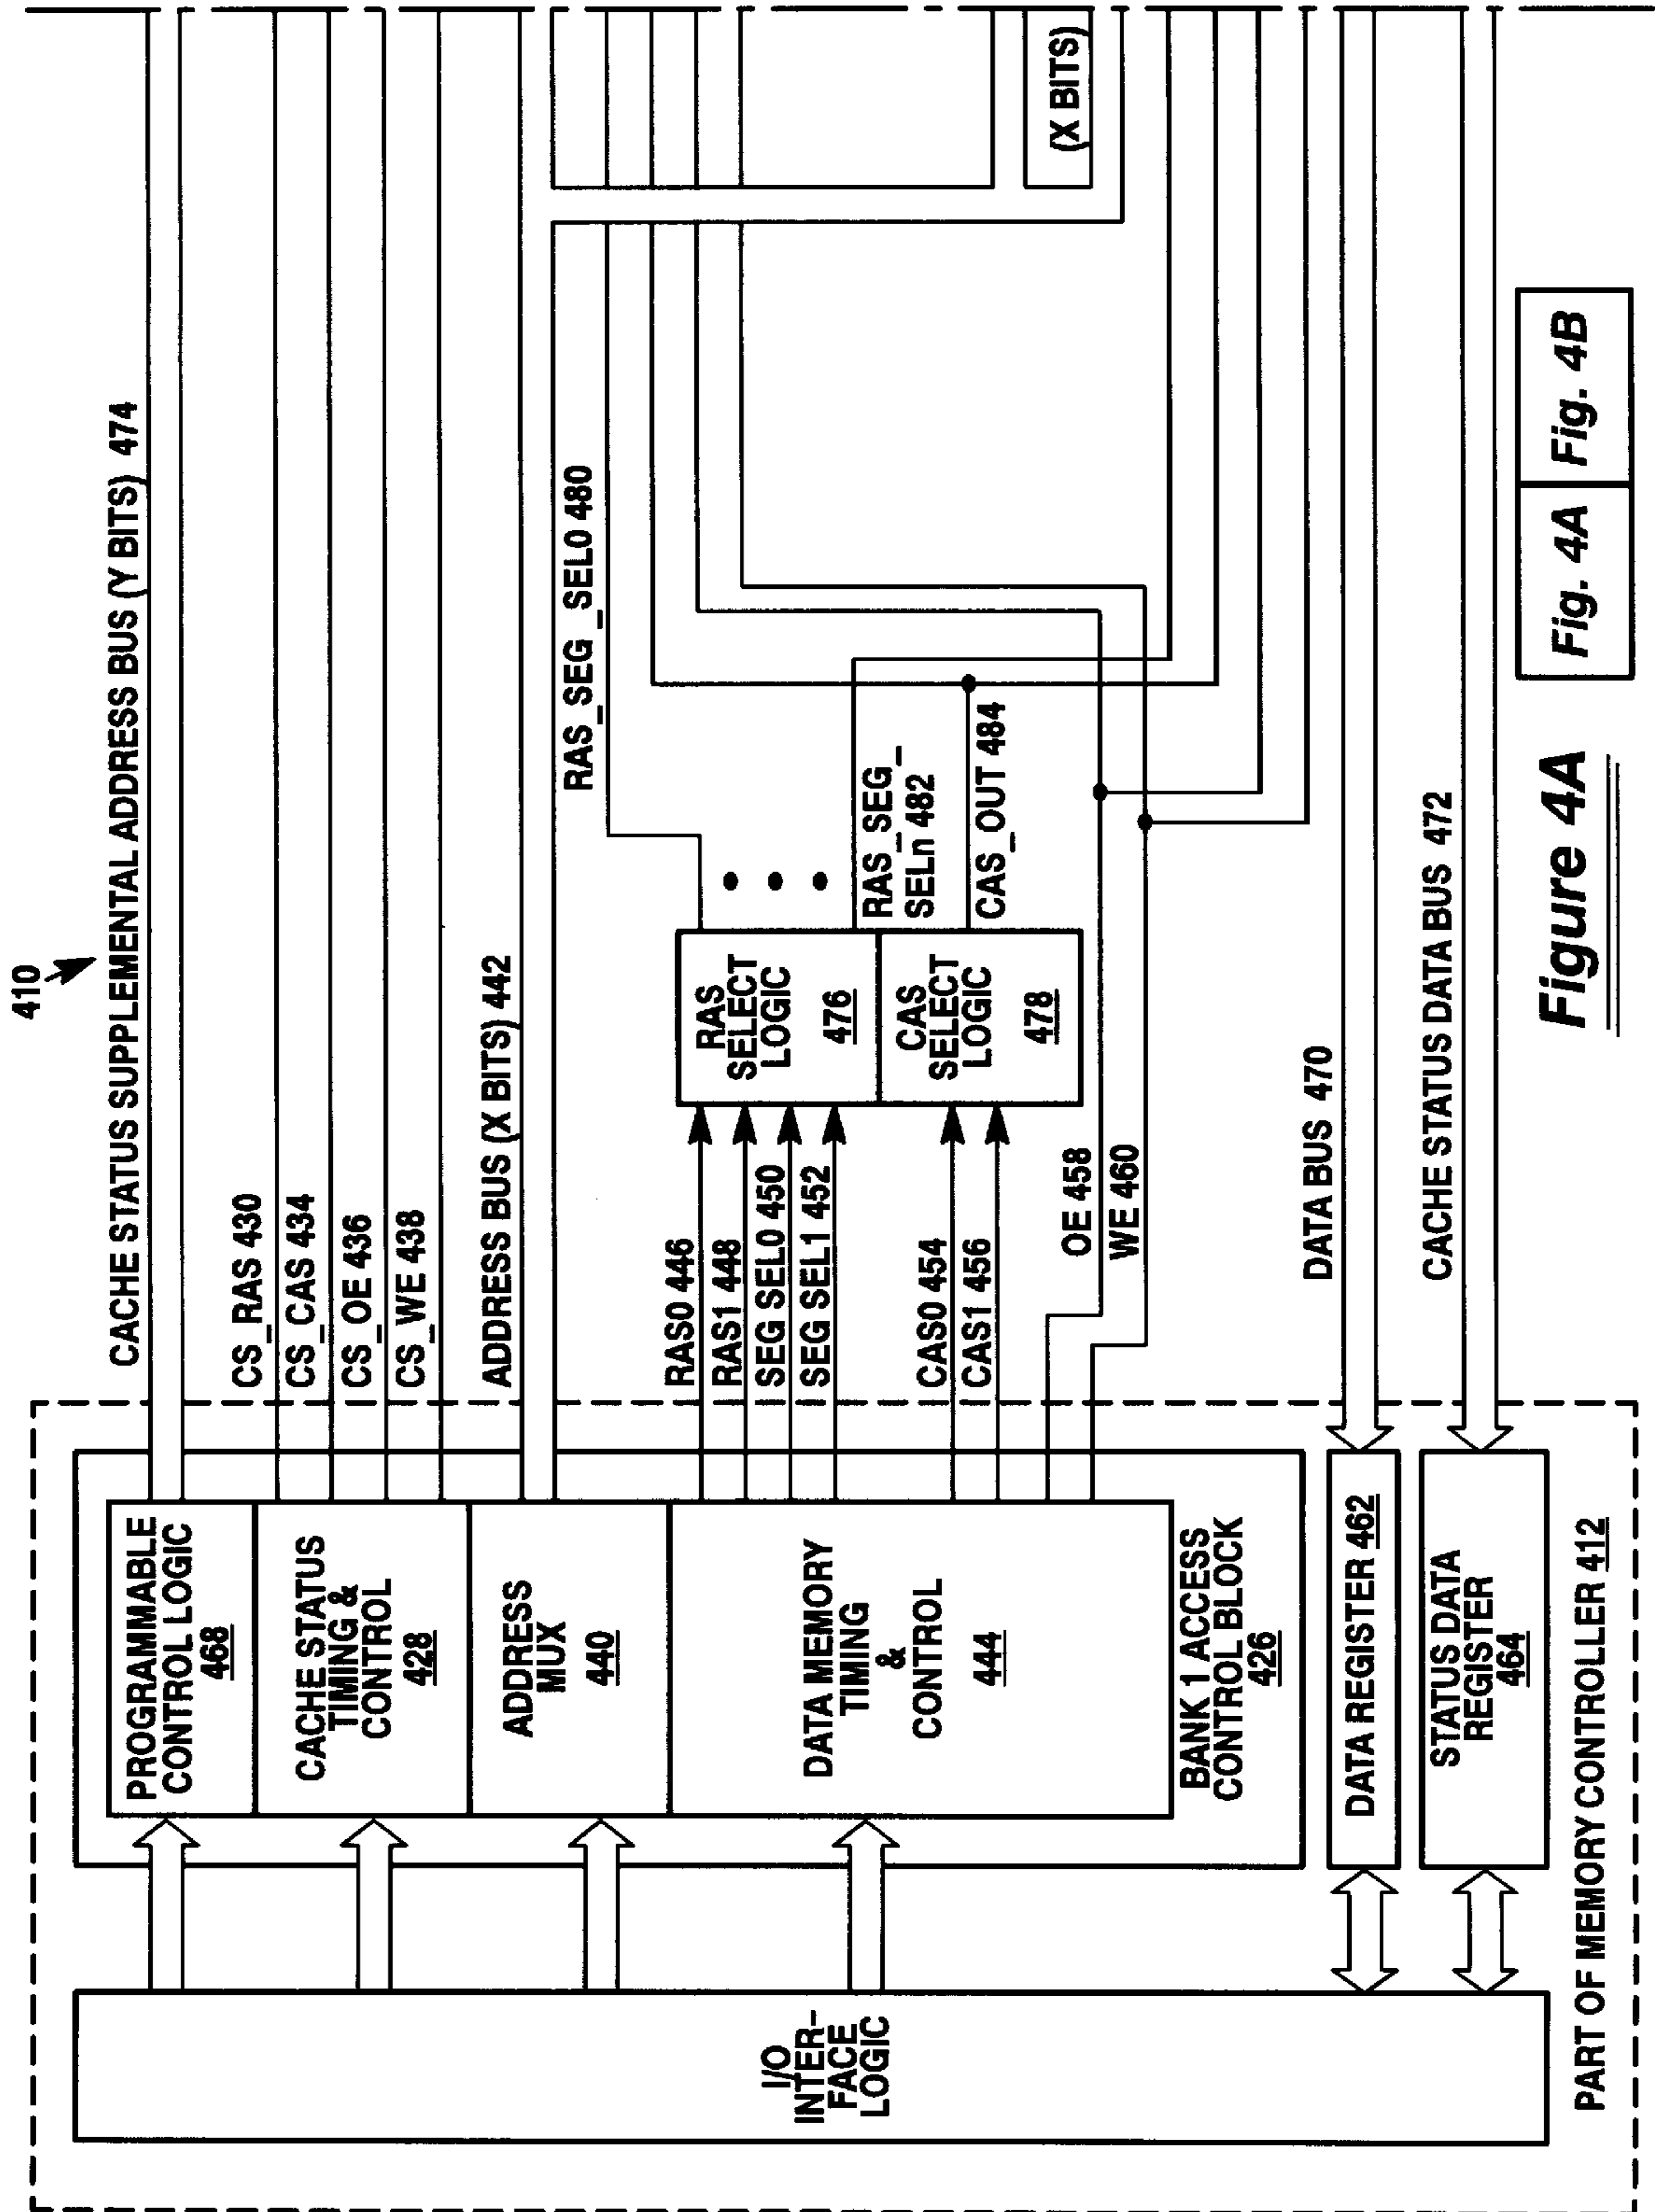 410
CACHE STATUS SUPPLEMENTAL ADDRESS BUS (Y BITS) 474
CS_RAS 430
CS_CAS 434
CS_OE 436
CS_WE 438
ADDRESS BUS (X BITS) 442
RAS_SEG_SEL0 480
RAS0 446
RAS1 448
SEG SEL0 450
SEG SEL1 452
CAS0 454
CAS1 456
OE 458
WE 460
RAS
SELECT
LOGIC
476
CAS
SELECT
LOGIC
478
RAS_SEG_
SELn 482
CAS_OUT 484
(X BITS)
DATA BUS 470
CACHE STATUS DATA BUS 472
PROGRAMMABLE
CONTROL LOGIC
468
CACHE STATUS
TIMING &
CONTROL
428
ADDRESS
MUX
440
DATA MEMORY
TIMING
&
CONTROL
444
BANK 1 ACCESS
CONTROL BLOCK
426
DATA REGISTER 462
STATUS DATA
REGISTER
464
I/O
INTER-
FACE
LOGIC
PART OF MEMORY CONTROLLER 412
Figure 4A
Fig. 4A
Fig. 4B